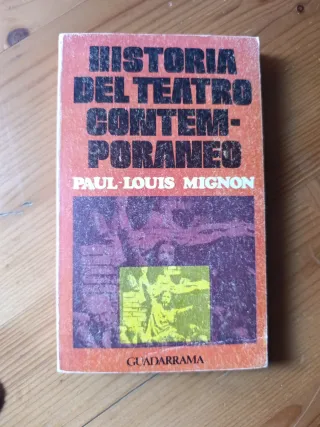 HISTORIA
DEL TEATRO
CONTEM-
PORANEO
PAUL-LOUIS MIGNON
GUADARRAMA